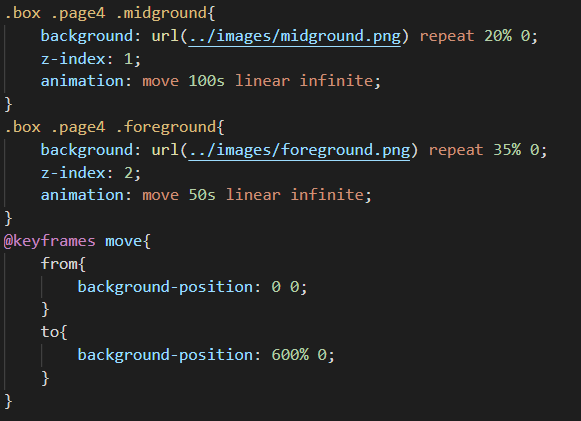 .box .page4 .midground{
    background: url(../images/midground.png) repeat 20% 0;
    z-index: 1;
    animation: move 100s linear infinite;
}
.box .page4 .foreground{
    background: url(../images/foreground.png) repeat 35% 0;
    z-index: 2;
    animation: move 50s linear infinite;
}
@keyframes move{
    from{
        background-position: 0 0;
    }
    to{
        background-position: 600% 0;
    }
}